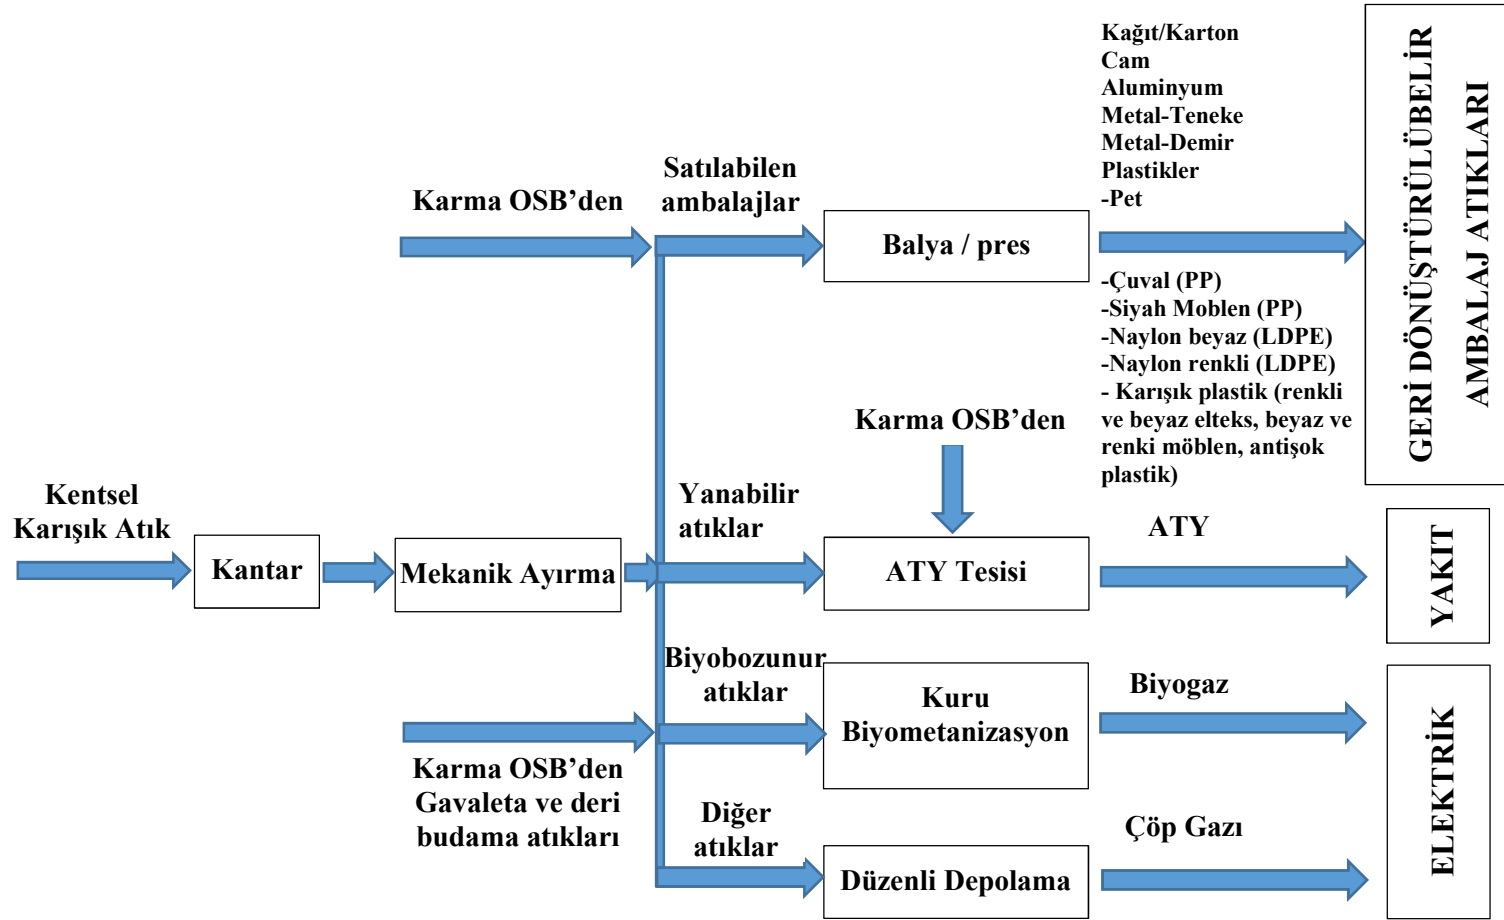 Kağıt/Karton
Cam
Aluminyum
Metal-Teneke
Metal-Demir
Plastikler
-Pet
Karma OSB’den
Satılabilen
ambalajlar
Balya / pres
-Çuval (PP)
-Siyah Moblen (PP)
-Naylon beyaz (LDPE)
-Naylon renkli (LDPE)
- Karışık plastik (renkli
ve beyaz elteks, beyaz ve
renki möblen, antişok
plastik)
GERİ DÖNÜŞTÜRÜLÜBELİR
AMBALAJ ATIKLARI
Karma OSB’den
Kentsel
Karışık Atık
Kantar
Mekanik Ayırma
Yanabilir
atıklar
ATY Tesisi
ATY
YAKIT
Biyobozunur
atıklar
Kuru
Biyometanizasyon
Biyogaz
Karma OSB’den
Gavaleta ve deri
budama atıkları
Diğer
atıklar
Düzenli Depolama
Çöp Gazı
ELEKTRİK